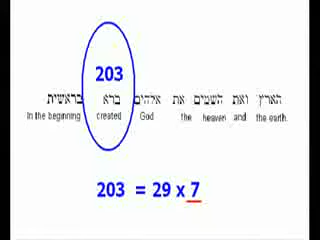 203
בראשית ברא אלהים את השמים ואת הארץ
In the beginning created God the heaven and the earth.
203 = 29 x 7